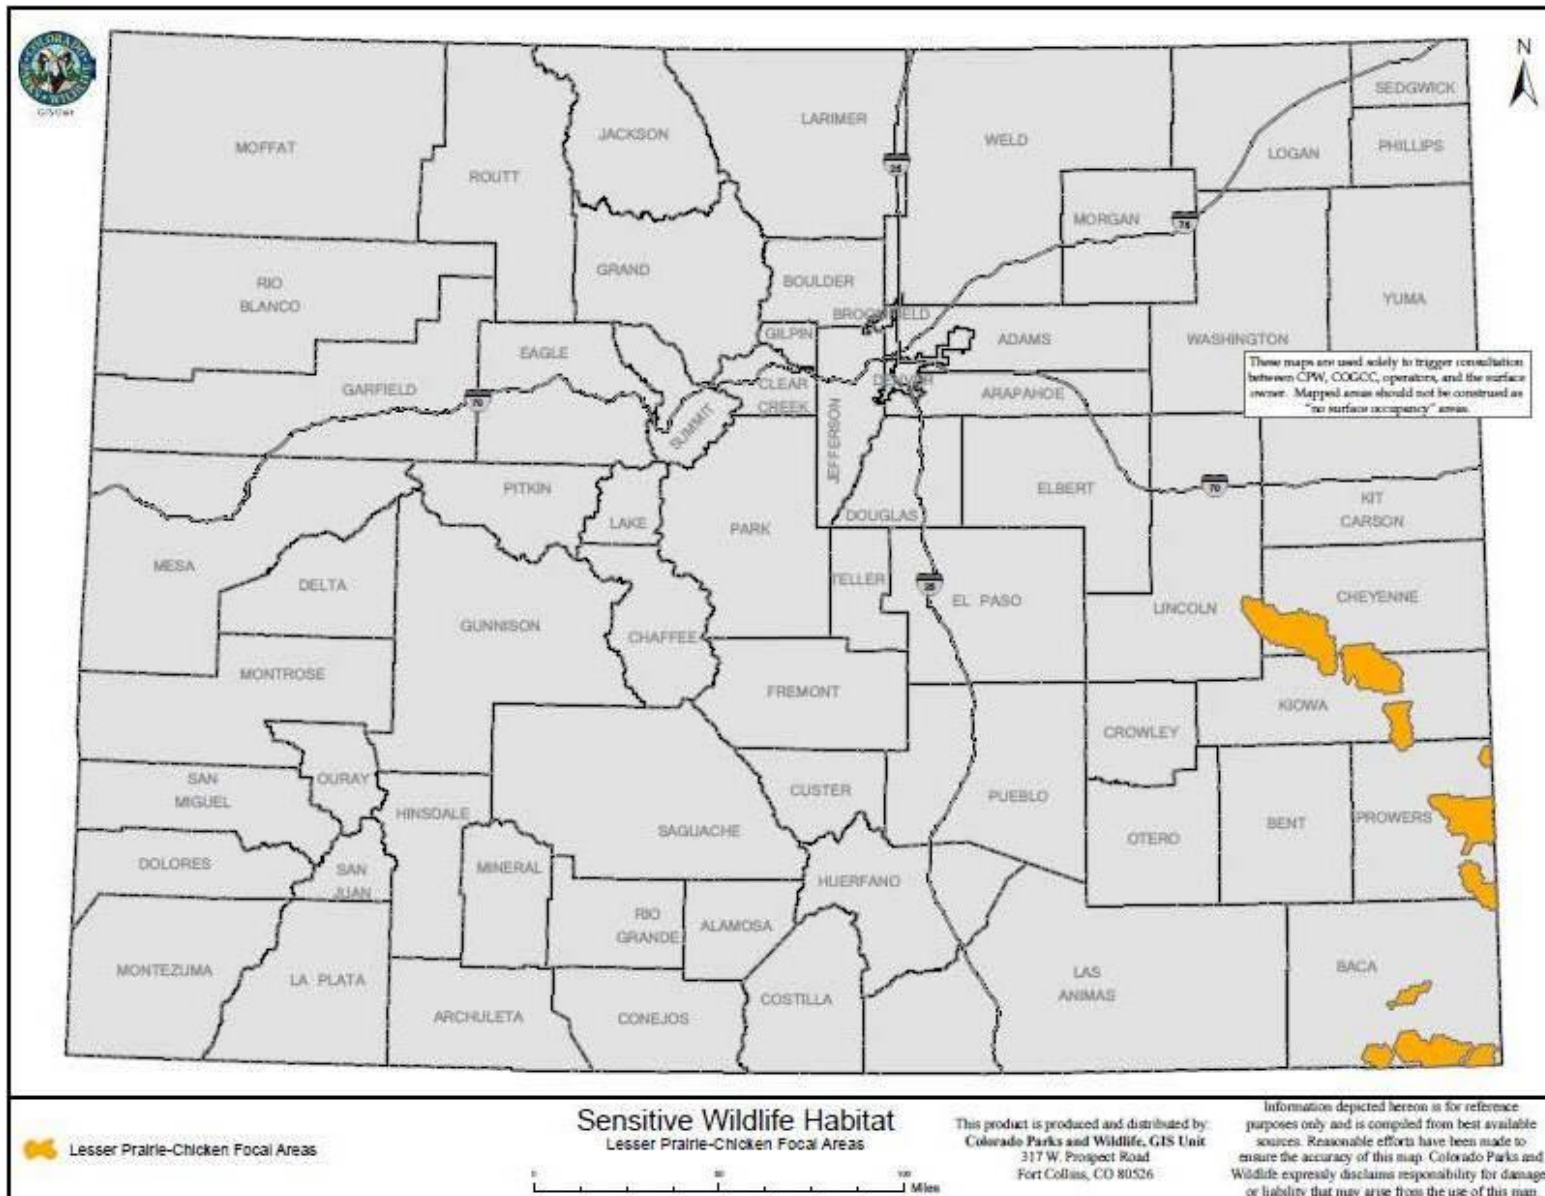 COLORADO
PARKS
WILDLIFE
GIS Unit
N
SEDGWICK
PHILLIPS
LOGAN
WELD
LARIMER
JACKSON
MOFFAT
ROUTT
25
MORGAN
76
GRAND
BOULDER
RIO
BLANCO
YUMA
BROOMFIELD
GILPIN
ADAMS
WASHINGTON
EAGLE
These maps are used solely to trigger consultation
between CPW, COGCC, operators, and the surface
owner. Mapped areas should not be construed as
"no surface occupancy" areas.
GARFIELD
70
CLEAR
CREEK
DENVER
ARAPAHOE
SUMMIT
JEFFERSON
PITKIN
ELBERT
70
KIT
CARSON
LAKE
PARK
DOUGLAS
MESA
DELTA
TELLER
25
EL PASO
LINCOLN
CHEYENNE
GUNNISON
CHAFFEE
MONTROSE
FREMONT
KIOWA
CROWLEY
SAN
MIGUEL
OURAY
HINSDALE
CUSTER
PUEBLO
SAGUACHE
OTERO
BENT
PROWERS
DOLORES
SAN
JUAN
MINERAL
HUERFANO
RIO
GRANDE
ALAMOSA
MONTEZUMA
LA PLATA
LAS
ANIMAS
BACA
ARCHULETA
CONEJOS
COSTILLA
Lesser Prairie-Chicken Focal Areas
Sensitive Wildlife Habitat
Lesser Prairie-Chicken Focal Areas
0 50 100
Miles
This product is produced and distributed by:
Colorado Parks and Wildlife, GIS Unit
317 W. Prospect Road
Fort Collins, CO 80526
Information depicted hereon is for reference
purposes only and is compiled from best available
sources. Reasonable efforts have been made to
ensure the accuracy of this map. Colorado Parks and
Wildlife expressly disclaims responsibility for damages
or liability that may arise from the use of this map.